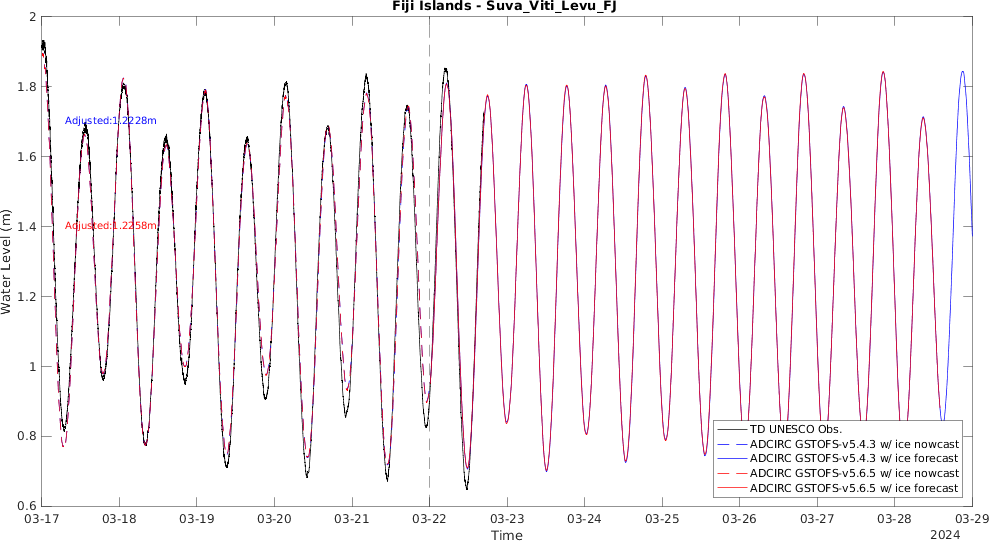 Fiji Islands - Suva_Viti_Levu_FJ
2
1.8
1.6
1.4
1.2
1
0.8
0.6
Water Level (m)
Adjusted:1.2228m
Adjusted:1.2258m
TD UNESCO Obs.
ADCIRC GSTOFS-v5.4.3 w/ ice nowcast
ADCIRC GSTOFS-v5.4.3 w/ ice forecast
ADCIRC GSTOFS-v5.6.5 w/ ice nowcast
ADCIRC GSTOFS-v5.6.5 w/ ice forecast
03-17 03-18 03-19 03-20 03-21 03-22 03-23 03-24 03-25 03-26 03-27 03-28 03-29
Time
2024